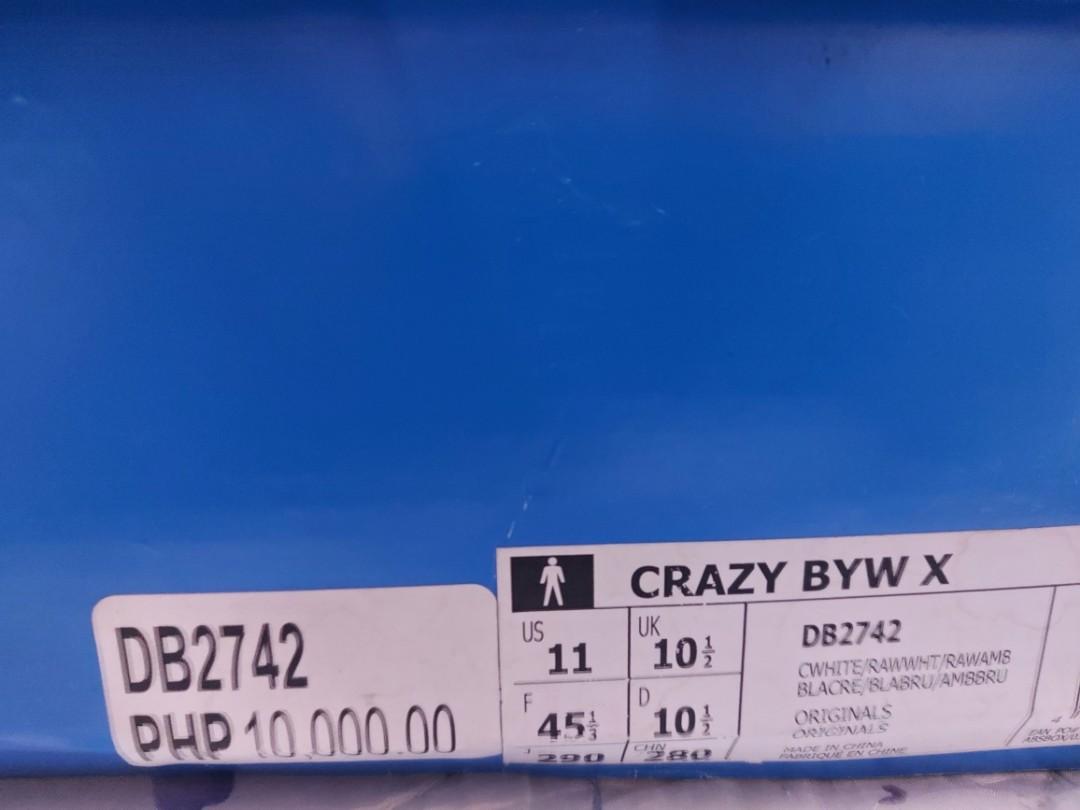 DB2742
PHP 10,000.00
CRAZY BYW X
US 11
UK 10 1/2
F 45 1/3
D 10 1/2
J 290
CHN 280
DB2742
CWHITE/RAWWHT/RAWAMB
BLACRE/BLABRU/AMBBRU
ORIGINALS
ORIGINALS
MADE IN CHINA
FABRIQUE EN CHINE